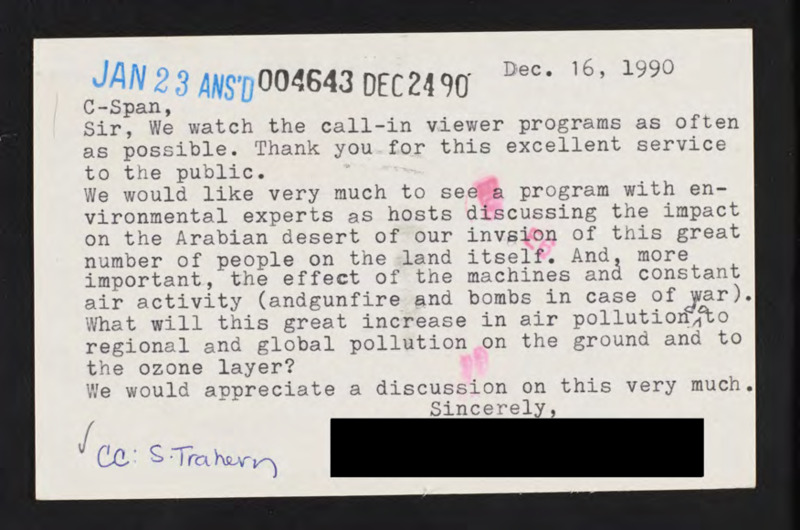 JAN 23 ANS'D 004643 DEC 24 90 Dec. 16, 1990
C-Span,
Sir, We watch the call-in viewer programs as often
as possible. Thank you for this excellent service
to the public.
We would like very much to see a program with en-
vironmental experts as hosts discussing the impact
on the Arabian desert of our invsion of this great
number of people on the land itself. And, more
important, the effect of the machines and constant
air activity (andgunfire and bombs in case of war).
What will this great increase in air pollution do to
regional and global pollution on the ground and to
the ozone layer?
We would appreciate a discussion on this very much.
Sincerely,
CC: S. Trahern